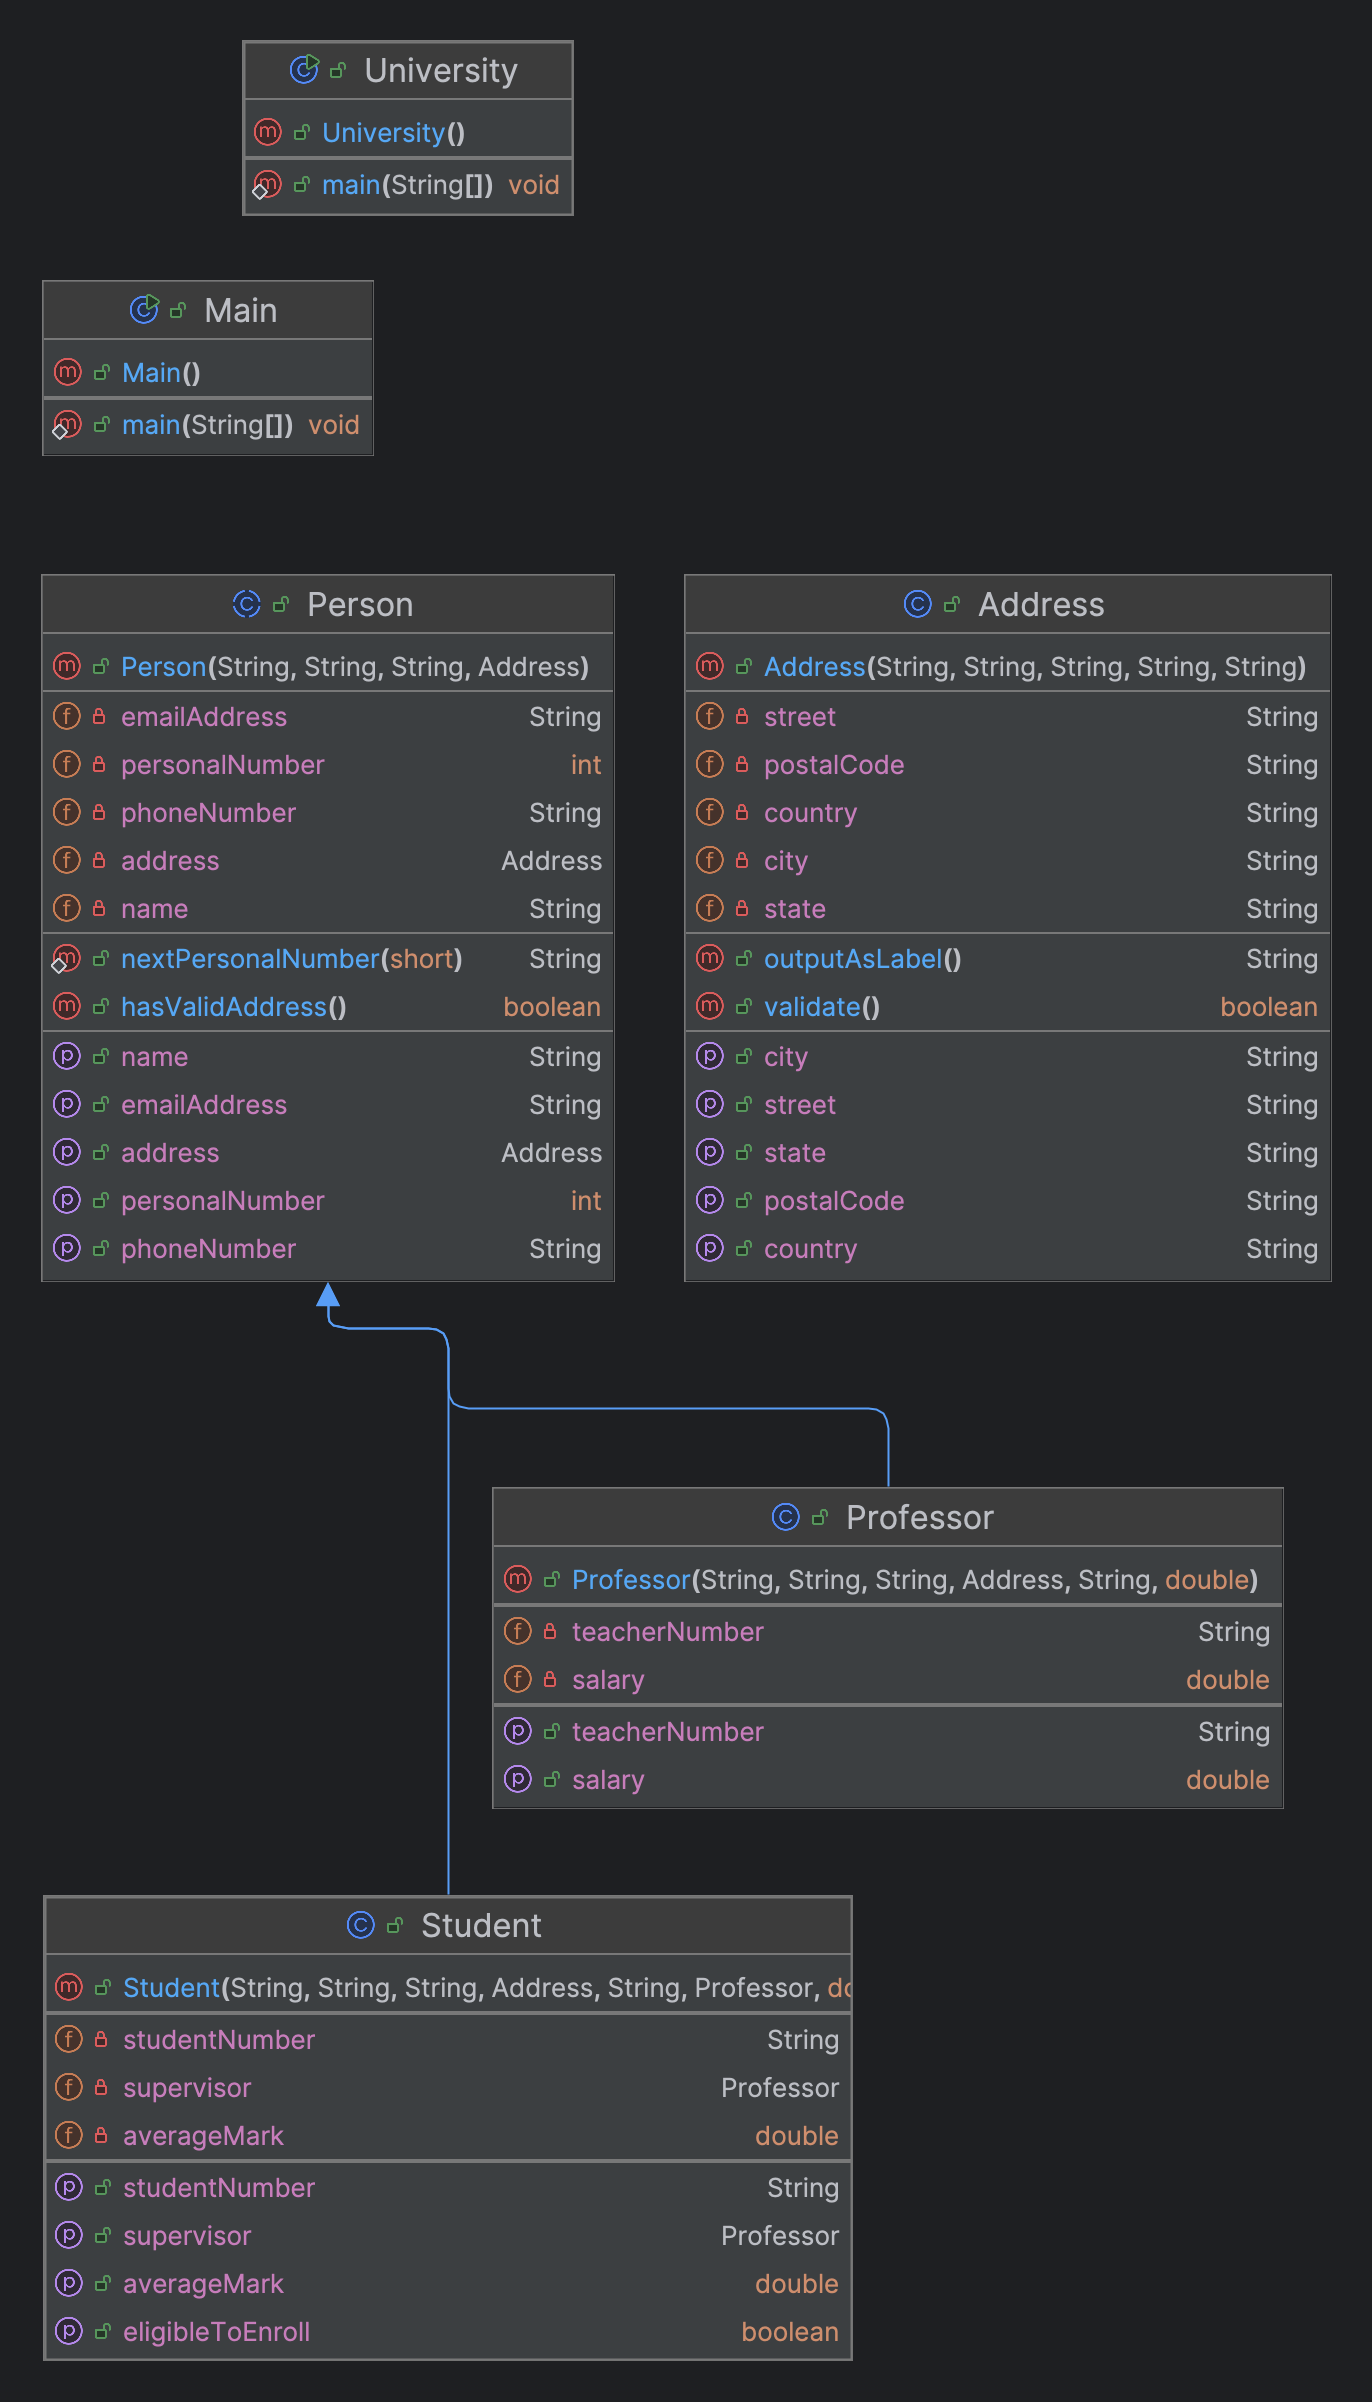 University
University()
main(String[]) void
Main
Main()
main(String[]) void
Person
Person(String, String, String, Address)
emailAddress String
personalNumber int
phoneNumber String
address Address
name String
nextPersonalNumber(short) String
hasValidAddress() boolean
name String
emailAddress String
address Address
personalNumber int
phoneNumber String
Address
Address(String, String, String, String, String)
street String
postalCode String
country String
city String
state String
outputAsLabel() String
validate() boolean
city String
street String
state String
postalCode String
country String
Professor
Professor(String, String, String, Address, String, double)
teacherNumber String
salary double
teacherNumber String
salary double
Student
Student(String, String, String, Address, String, Professor,
studentNumber String
supervisor Professor
averageMark double
studentNumber String
supervisor Professor
averageMark double
eligibleToEnroll boolean